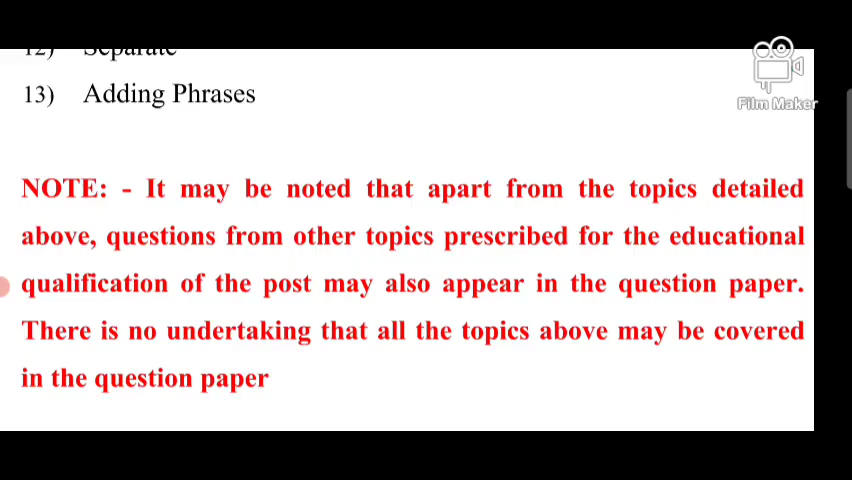 12) Separate
13) Adding Phrases
Film Maker
NOTE: - It may be noted that apart from the topics detailed
above, questions from other topics prescribed for the educational
qualification of the post may also appear in the question paper.
There is no undertaking that all the topics above may be covered
in the question paper